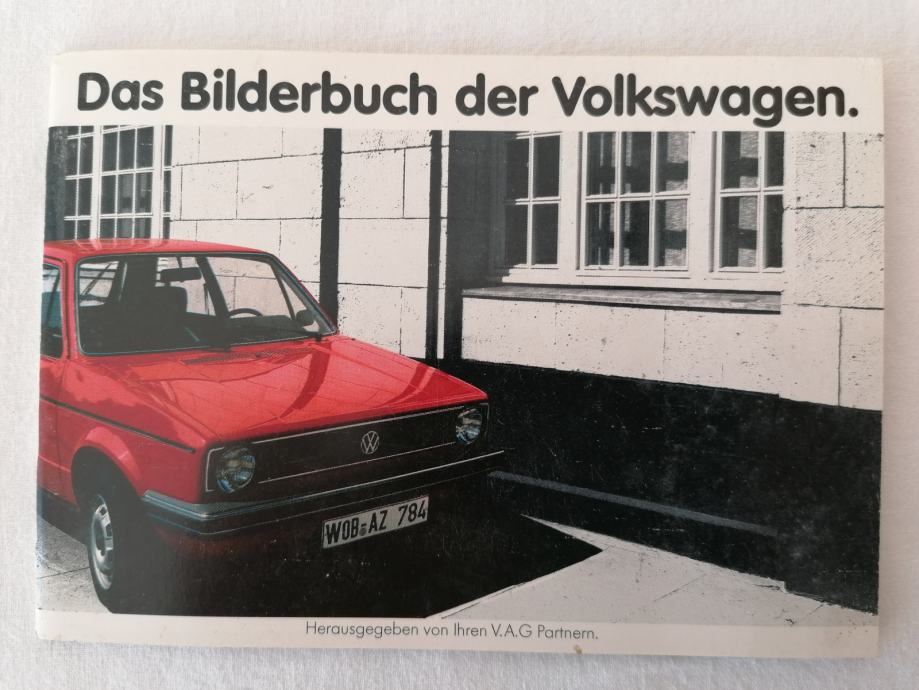 Das Bilderbuch der Volkswagen.
WOB AZ 784
Herausgegeben von Ihren V.A.G Partnern.